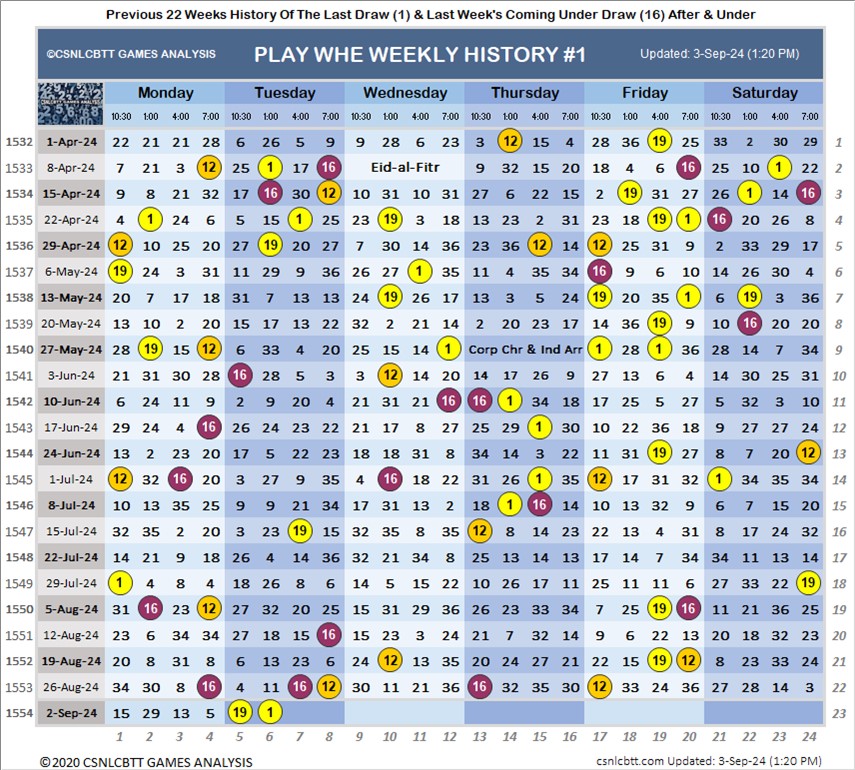 Previous 22 Weeks History Of The Last Draw (1) & Last Week's Coming Under Draw (16) After & Under
©CSNLCBTT GAMES ANALYSIS PLAY WHE WEEKLY HISTORY #1 Updated: 3-Sep-24 (1:20 PM)
Monday Tuesday Wednesday Thursday Friday Saturday
CSNLCBTT GAMES ANALYSIS
10:30 1:00 4:00 7:00 10:30 1:00 4:00 7:00 10:30 1:00 4:00 7:00 10:30 1:00 4:00 7:00 10:30 1:00 4:00 7:00 10:30 1:00 4:00 7:00
1532 1-Apr-24 22 21 21 28 6 26 5 9 9 28 6 23 3 12 15 4 28 36 19 25 33 2 30 29 1
1533 8-Apr-24 7 21 3 12 25 1 17 16 Eid-al-Fitr 9 32 15 20 18 4 6 16 25 23 1 22 2
1534 15-Apr-24 9 8 21 32 17 16 30 12 10 31 10 31 27 6 22 15 2 19 31 27 22 1 14 16 3
1535 22-Apr-24 4 1 24 6 5 15 1 25 10 19 3 18 13 23 2 31 23 18 19 1 16 20 26 8 4
1536 29-Apr-24 12 10 25 20 27 19 20 27 7 30 14 36 23 36 12 14 12 25 31 9 2 33 29 17 5
1537 6-May-24 19 24 3 31 11 29 9 36 26 27 1 35 11 4 35 34 16 9 6 10 14 26 30 4 6
1538 13-May-24 20 7 17 18 31 7 13 13 24 19 26 17 13 3 5 24 19 20 35 1 22 19 3 36 7
1539 20-May-24 13 10 2 20 15 17 13 22 32 2 21 14 7 20 23 17 14 36 19 9 22 16 20 20 8
1540 27-May-24 28 19 15 12 6 33 4 20 25 15 14 1 Corp Chr & Ind Arr 1 28 1 36 28 14 7 34 9
1541 3-Jun-24 21 31 30 28 16 28 5 3 3 12 14 20 14 17 26 9 27 13 6 4 14 30 25 31 10
1542 10-Jun-24 6 24 11 9 2 9 20 4 21 31 21 16 16 1 34 18 17 25 5 27 5 32 3 10 11
1543 17-Jun-24 29 24 4 16 26 24 23 22 21 17 8 22 25 29 1 30 10 22 36 18 9 27 27 24 12
1544 24-Jun-24 13 2 23 20 17 5 22 23 18 18 31 8 34 14 3 22 11 31 19 27 8 7 20 12 13
1545 1-Jul-24 12 32 16 20 3 27 9 35 4 16 18 2 31 26 1 35 12 17 31 32 1 34 35 34 14
1546 8-Jul-24 10 13 35 25 9 9 21 34 17 31 13 2 18 1 16 14 10 13 32 9 6 7 15 20 15
1547 15-Jul-24 32 35 2 20 3 23 19 15 32 35 8 35 12 8 14 23 22 13 4 31 8 17 24 32 16
1548 22-Jul-24 14 21 9 18 26 4 14 36 32 21 34 8 25 13 14 13 17 14 7 34 34 11 13 14 17
1549 29-Jul-24 1 4 8 4 18 26 8 6 14 5 15 22 10 26 17 11 25 11 11 6 27 33 22 19 18
1550 5-Aug-24 31 16 23 12 27 32 20 25 15 31 29 36 26 23 33 34 7 25 19 16 11 21 36 25 19
1551 12-Aug-24 23 6 34 34 27 18 15 16 15 23 3 24 21 7 12 14 9 6 22 13 20 18 32 23 20
1552 19-Aug-24 20 8 31 8 6 13 23 6 24 12 13 35 20 24 14 21 22 15 19 12 8 23 33 24 21
1553 26-Aug-24 34 30 8 16 4 11 16 12 30 11 21 36 16 32 35 30 12 33 24 36 27 28 14 3 22
1554 2-Sep-24 15 29 13 5 19 1 23
1 2 3 4 5 6 7 8 9 10 11 12 13 14 15 16 17 18 19 20 21 22 23 24
©2020 CSNLCBTT GAMES ANALYSIS csnlcbtt.com Updated: 3-Sep-24 (1:20 PM)